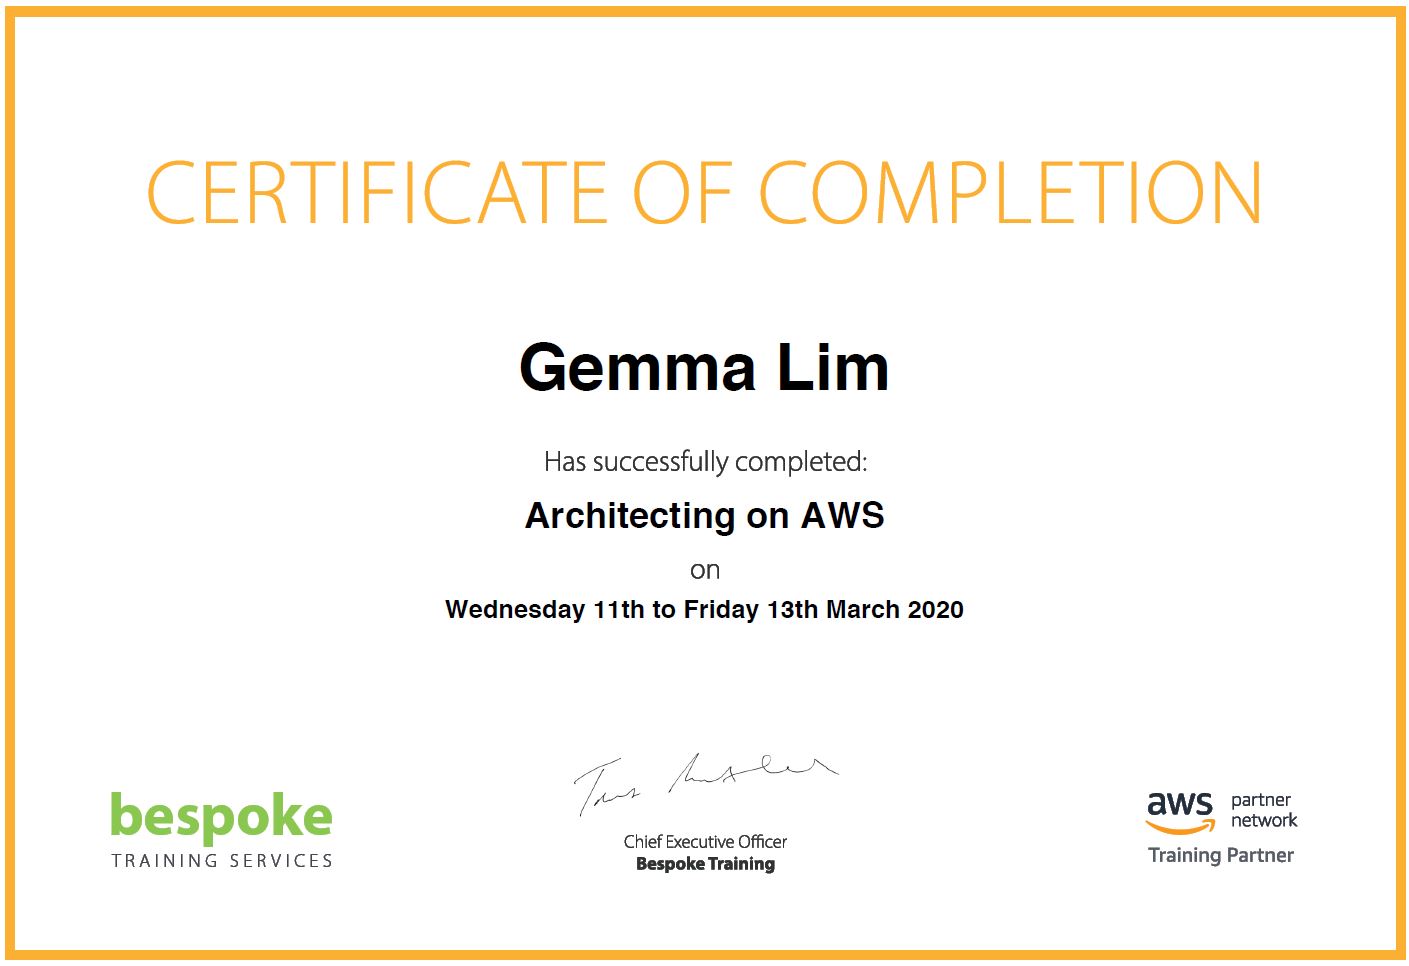 CERTIFICATE OF COMPLETION
Gemma Lim
Has successfully completed:
Architecting on AWS
on
Wednesday 11th to Friday 13th March 2020
bespoke
TRAINING SERVICES
Chief Executive Officer
Bespoke Training
aws partner
network
Training Partner